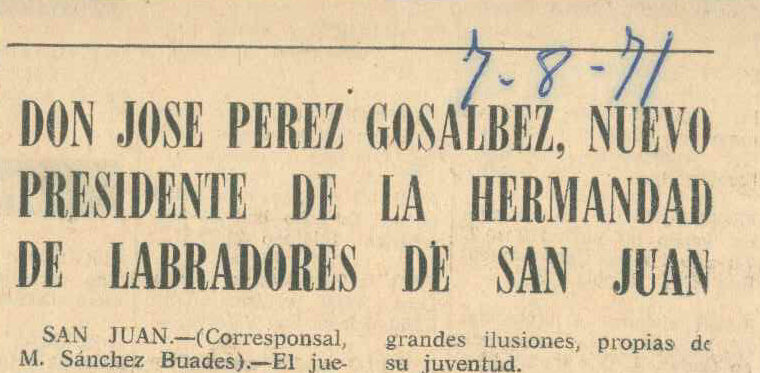 7-8-71
DON JOSE PEREZ GOSALBEZ, NUEVO
PRESIDENTE DE LA HERMANDAD
DE LABRADORES DE SAN JUAN
SAN JUAN.—(Corresponsal,
M. Sánchez Buades).—El jue-
grandes ilusiones, propias de
su juventud.